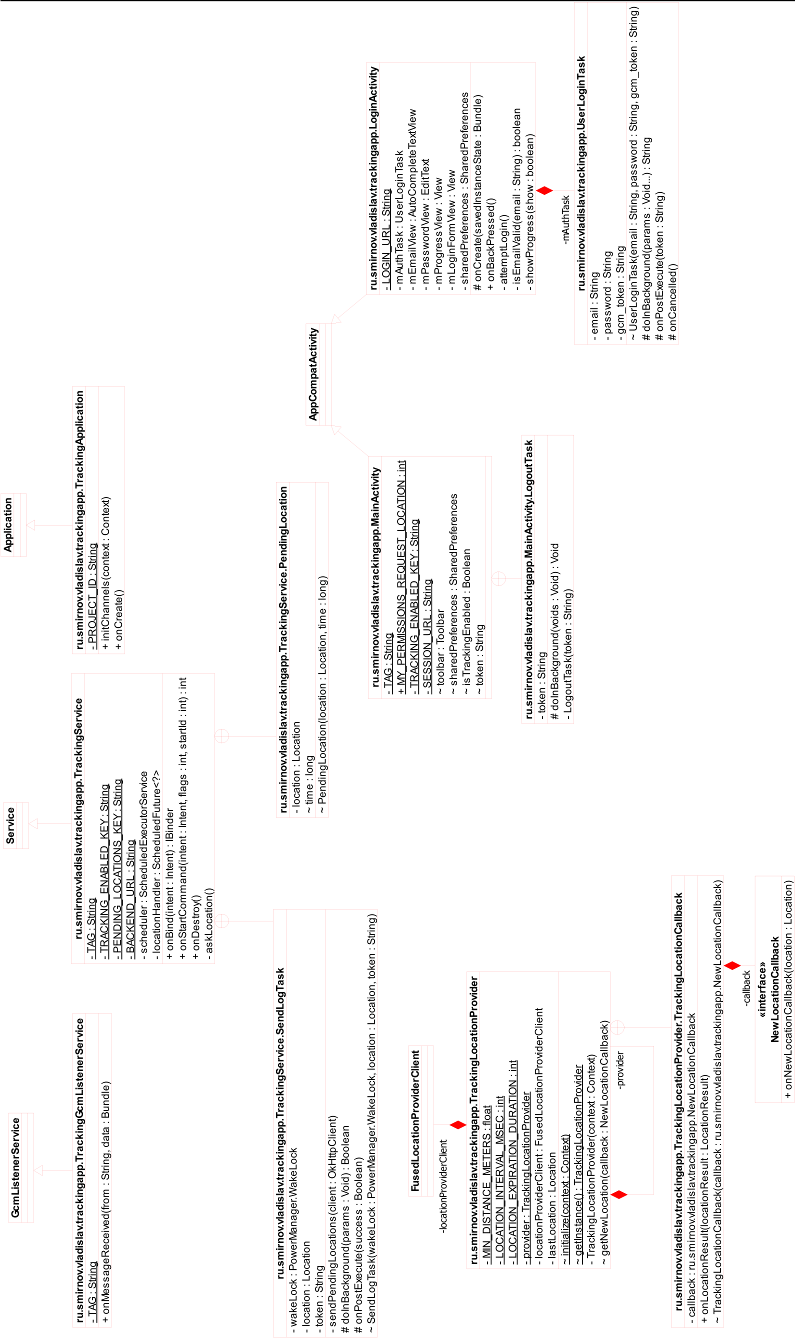 GcmListenerService
ru.smirnov.vladislav.trackingapp.TrackingGcmListenerService
- TAG : String
+ onMessageReceived(from : String, data : Bundle)
Service
ru.smirnov.vladislav.trackingapp.TrackingService
- TAG : String
- TRACKING_ENABLED_KEY : String
- PENDING_LOCATIONS_KEY : String
- BACKEND_URL : String
- scheduler : ScheduledExecutorService
- locationHandler : ScheduledFuture<?>
+ onBind(intent : Intent) : IBinder
+ onStartCommand(intent : Intent, flags : int, startId : int) : int
+ onDestroy()
- askLocation()
Application
ru.smirnov.vladislav.trackingapp.TrackingApplication
- PROJECT_ID : String
+ initChannels(context : Context)
+ onCreate()
ru.smirnov.vladislav.trackingapp.TrackingService.SendLogTask
- wakeLock : PowerManager.WakeLock
- location : Location
- token : String
- sendPendingLocations(client : OkHttpClient)
# doInBackground(params : Void) : Boolean
# onPostExecute(success : Boolean)
~ SendLogTask(wakeLock : PowerManager.WakeLock, location : Location, token : String)
ru.smirnov.vladislav.trackingapp.TrackingService.PendingLocation
- location : Location
~ time : long
~ PendingLocation(location : Location, time : long)
AppCompatActivity
ru.smirnov.vladislav.trackingapp.MainActivity
- TAG : String
+ MY_PERMISSIONS_REQUEST_LOCATION : int
- TRACKING_ENABLED_KEY : String
- SESSION_URL : String
~ toolbar : Toolbar
~ sharedPreferences : SharedPreferences
~ isTrackingEnabled : Boolean
~ token : String
ru.smirnov.vladislav.trackingapp.LoginActivity
- LOGIN_URL : String
- mAuthTask : UserLoginTask
- mEmailView : AutoCompleteTextView
- mPasswordView : EditText
- mProgressView : View
- mLoginFormView : View
- sharedPreferences : SharedPreferences
# onCreate(savedInstanceState : Bundle)
+ onBackPressed()
- attemptLogin()
- isEmailValid(email : String) : boolean
- showProgress(show : boolean)
FusedLocationProviderClient
-locationProviderClient
ru.smirnov.vladislav.trackingapp.TrackingLocationProvider
- MIN_DISTANCE_METERS : float
- LOCATION_INTERVAL_MSEC : int
- LOCATION_EXPIRATION_DURATION : int
- provider : TrackingLocationProvider
- locationProviderClient : FusedLocationProviderClient
- lastLocation : Location
~ initialize(context : Context)
~ getInstance() : TrackingLocationProvider
- TrackingLocationProvider(context : Context)
~ getNewLocation(callback : NewLocationCallback)
-provider
ru.smirnov.vladislav.trackingapp.MainActivity.LogoutTask
- token : String
# doInBackground(voids : Void) : Void
- LogoutTask(token : String)
-mAuthTask
ru.smirnov.vladislav.trackingapp.UserLoginTask
- email : String
- password : String
- gcm_token : String
~ UserLoginTask(email : String, password : String, gcm_token : String)
# doInBackground(params : Void...) : String
# onPostExecute(token : String)
# onCancelled()
ru.smirnov.vladislav.trackingapp.TrackingLocationProvider.TrackingLocationCallback
- callback : ru.smirnov.vladislav.trackingapp.NewLocationCallback
+ onLocationResult(locationResult : LocationResult)
~ TrackingLocationCallback(callback : ru.smirnov.vladislav.trackingapp.NewLocationCallback)
-callback
«interface»
NewLocationCallback
+ onNewLocationCallback(location : Location)